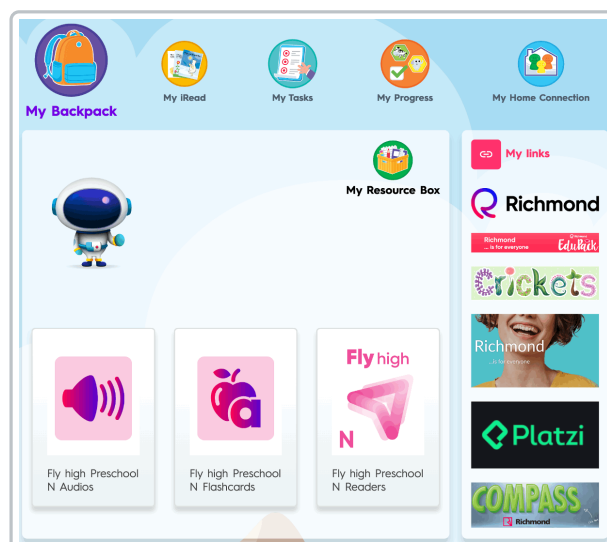 My Backpack
My iRead
My Tasks
My Progress
My Home Connection
My Resource Box
Fly high
N
a
Fly high Preschool
N Audios
Fly high Preschool
N Flashcards
Fly high Preschool
N Readers
My links
Richmond
Richmond
... is for everyone
EduPack
Crickets
Richmond
...is for everyone
Platzi
COMPASS
Richmond